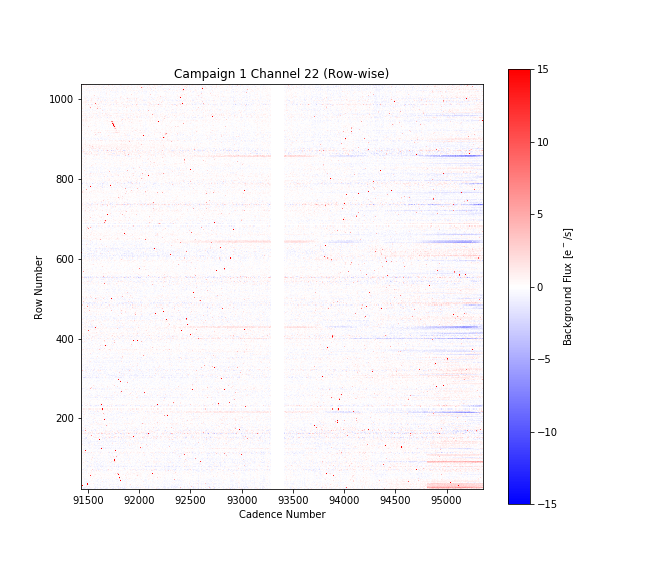 Campaign 1 Channel 22 (Row-wise)
1000
800
600
400
200
Row Number
91500 92000 92500 93000 93500 94000 94500 95000
Cadence Number
15
10
5
0
−5
−10
−15
Background Flux [e⁻/s]